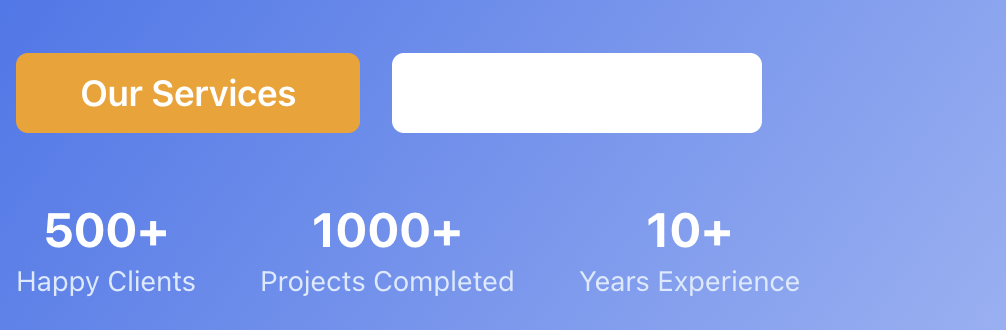 Our Services
500+ 1000+ 10+
Happy Clients Projects Completed Years Experience